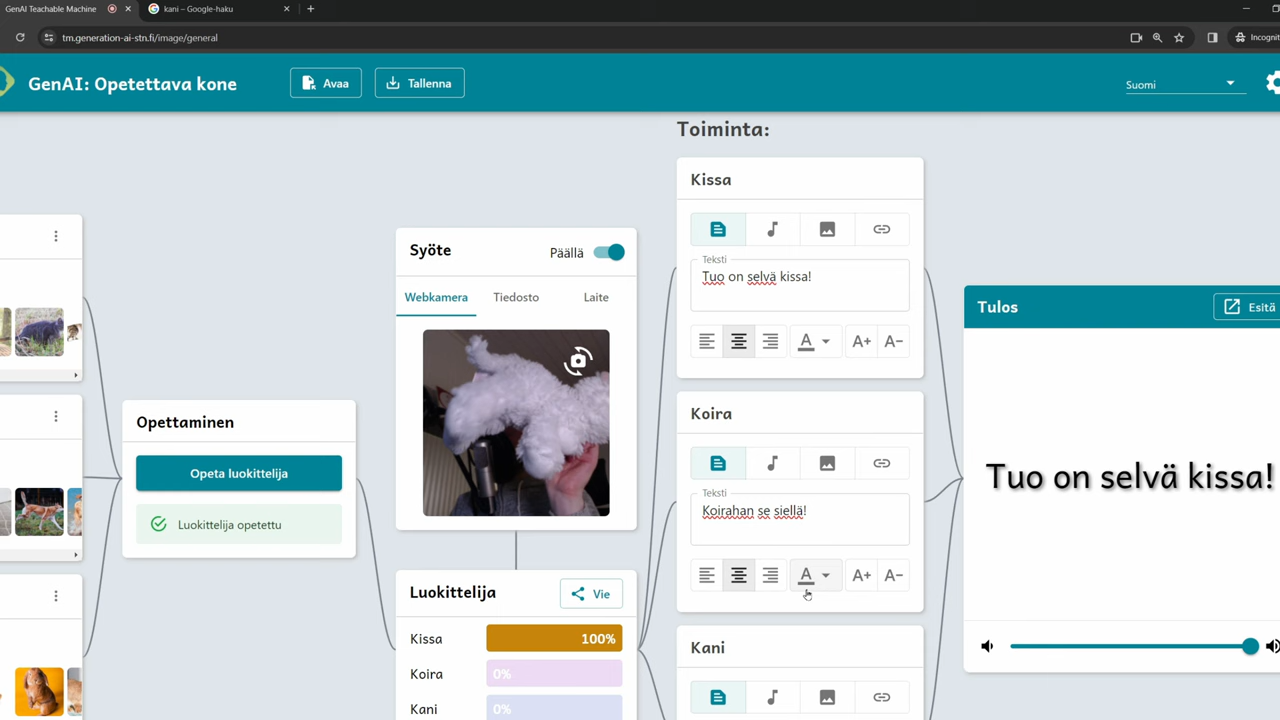 GenAI Teachable Machine
kani – Google-haku
tm.generation-ai-stn.fi/image/general
GenAI: Opetettava kone
Avaa
Tallenna
Suomi
Toiminta:
Kissa
Teksti
Tuo on selvä kissa!
A
A+
A−
Koira
Teksti
Koirahan se siellä!
A
A+
A−
Kani
Opettaminen
Opeta luokittelija
Luokittelija opetettu
Syöte
Päällä
Webkamera
Tiedosto
Laite
Luokittelija
Vie
Kissa
100%
Koira
0%
Kani
0%
Tulos
Esitä
Tuo on selvä kissa!